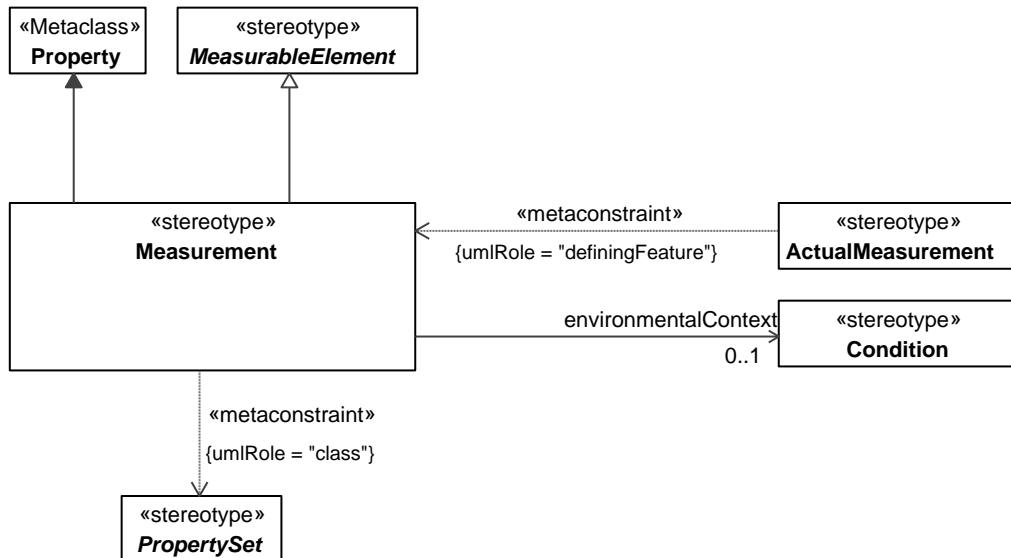 «Metaclass»
Property
«stereotype»
MeasurableElement
«stereotype»
Measurement
«metaconstraint»
{umlRole = "definingFeature"}
«stereotype»
ActualMeasurement
environmentalContext
0..1
«stereotype»
Condition
«metaconstraint»
{umlRole = "class"}
«stereotype»
PropertySet